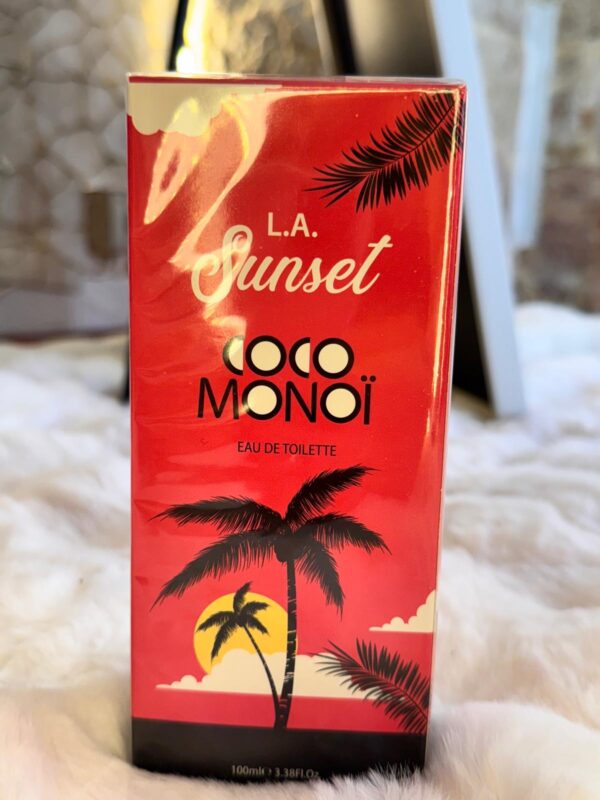 L.A.
Sunset
COCO
MONOÏ
EAU DE TOILETTE
100ml℮ 3.38FL.Oz